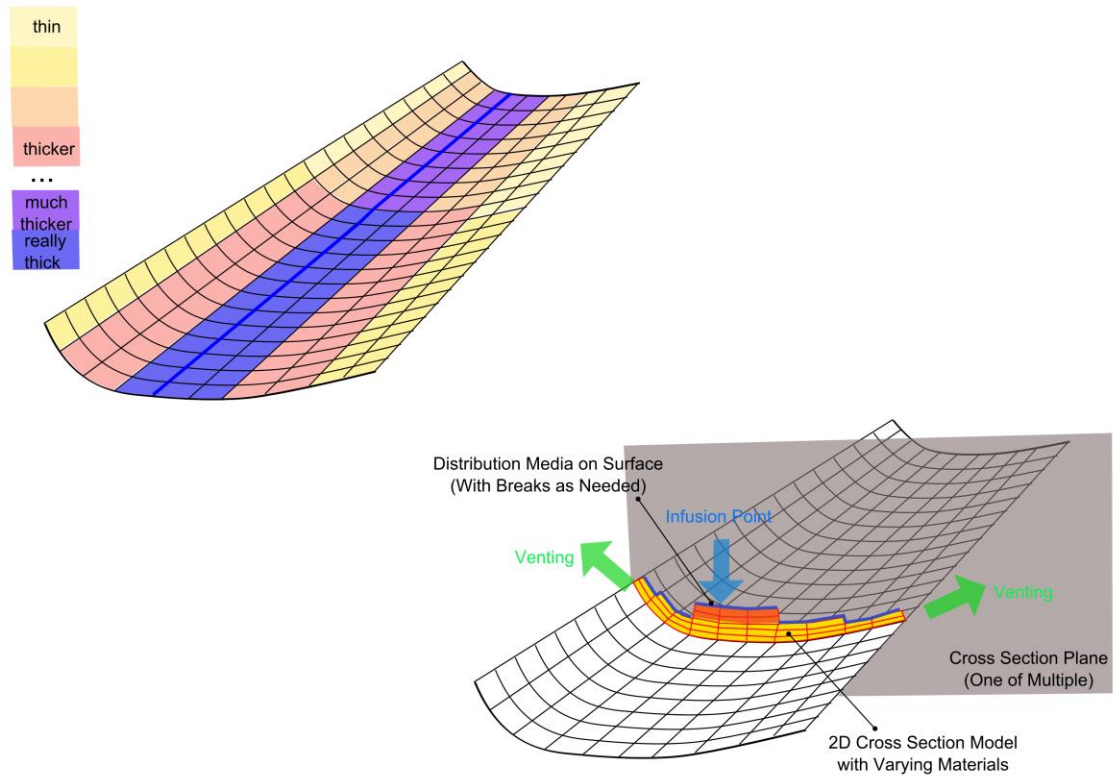 thin
thicker
...
much
thicker
really
thick
Distribution Media on Surface
(With Breaks as Needed)
Infusion Point
Venting
Venting
Cross Section Plane
(One of Multiple)
2D Cross Section Model
with Varying Materials